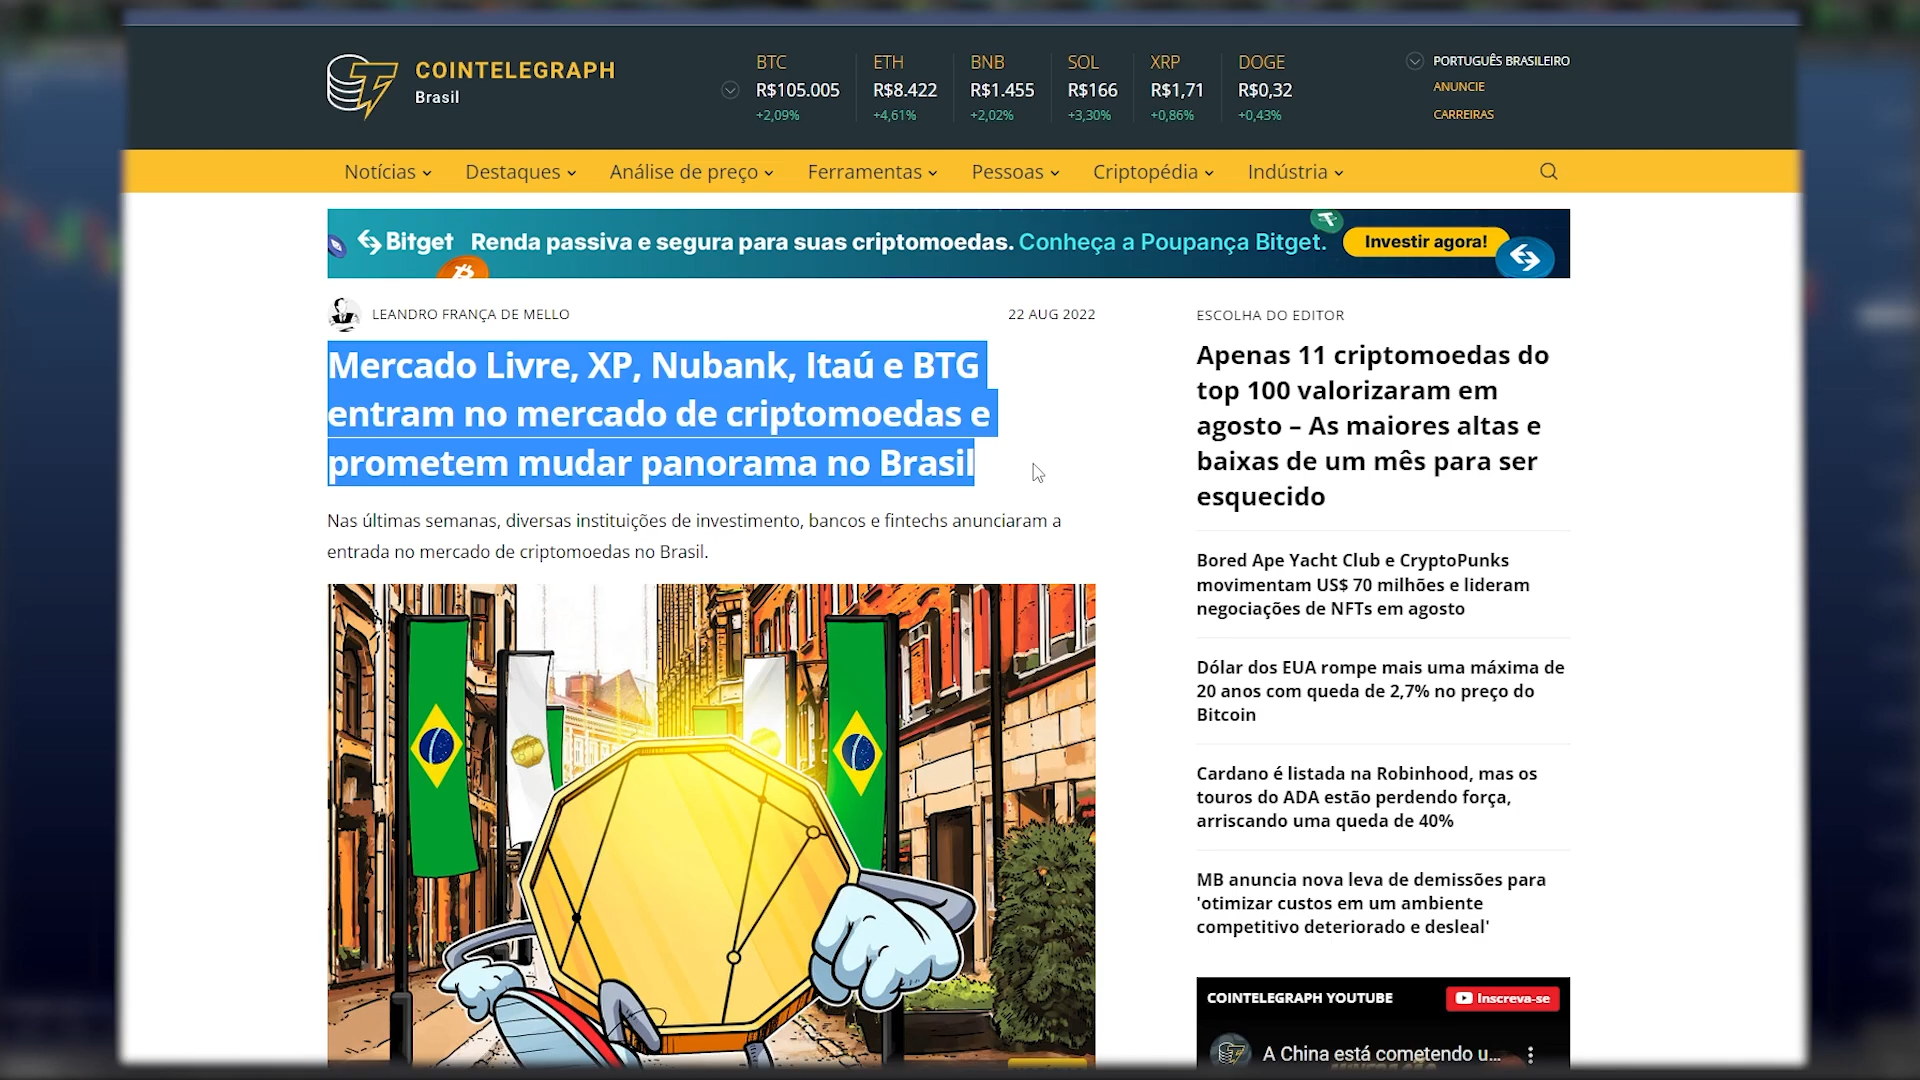 COINTELEGRAPH
Brasil
BTC
R$105.005
+2,09%
ETH
R$8.422
+4,61%
BNB
R$1.455
+2,02%
SOL
R$166
+3,30%
XRP
R$1,71
+0,86%
DOGE
R$0,32
+0,43%
PORTUGUÊS BRASILEIRO
ANUNCIE
CARREIRAS
Notícias
Destaques
Análise de preço
Ferramentas
Pessoas
Criptopédia
Indústria
Bitget Renda passiva e segura para suas criptomoedas. Conheça a Poupança Bitget. Investir agora!
LEANDRO FRANÇA DE MELLO
22 AUG 2022
Mercado Livre, XP, Nubank, Itaú e BTG
entram no mercado de criptomoedas e
prometem mudar panorama no Brasil
Nas últimas semanas, diversas instituições de investimento, bancos e fintechs anunciaram a
entrada no mercado de criptomoedas no Brasil.
ESCOLHA DO EDITOR
Apenas 11 criptomoedas do
top 100 valorizaram em
agosto – As maiores altas e
baixas de um mês para ser
esquecido
Bored Ape Yacht Club e CryptoPunks
movimentam US$ 70 milhões e lideram
negociações de NFTs em agosto
Dólar dos EUA rompe mais uma máxima de
20 anos com queda de 2,7% no preço do
Bitcoin
Cardano é listada na Robinhood, mas os
touros do ADA estão perdendo força,
arriscando uma queda de 40%
MB anuncia nova leva de demissões para
'otimizar custos em um ambiente
competitivo deteriorado e desleal'
COINTELEGRAPH YOUTUBE
Inscreva-se
A China está cometendo u...